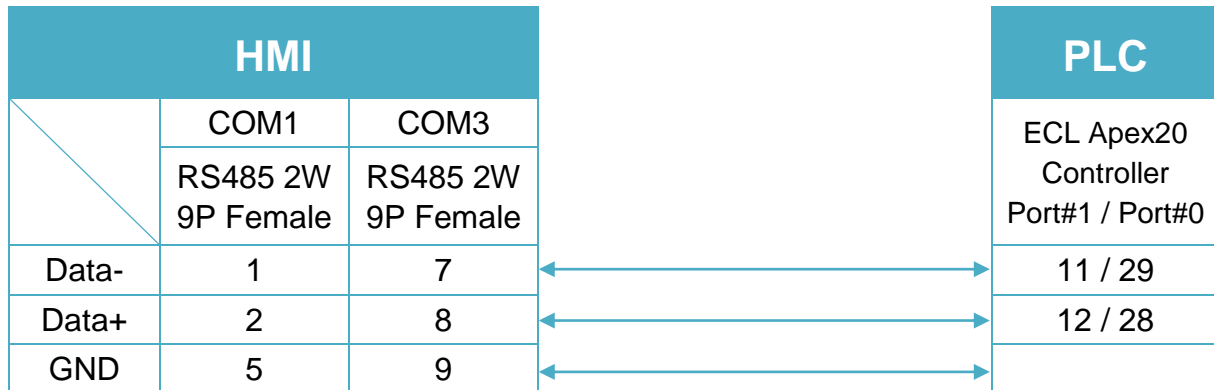 HMI PLC
COM1 COM3
RS485 2W RS485 2W
9P Female 9P Female
ECL Apex20
Controller
Port#1 / Port#0
Data- 1 7 11 / 29
Data+ 2 8 12 / 28
GND 5 9